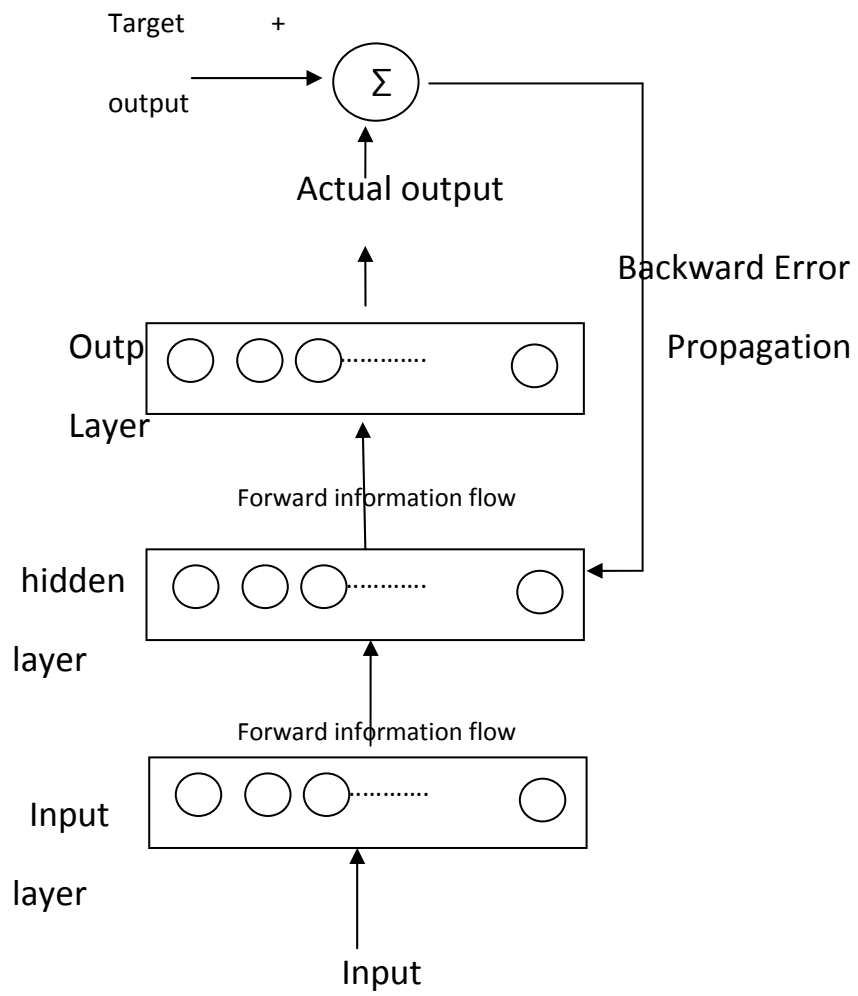 Target +
Σ
output
Actual output
Backward Error
Outp
Propagation
Layer
Forward information flow
hidden
layer
Forward information flow
Input
layer
Input